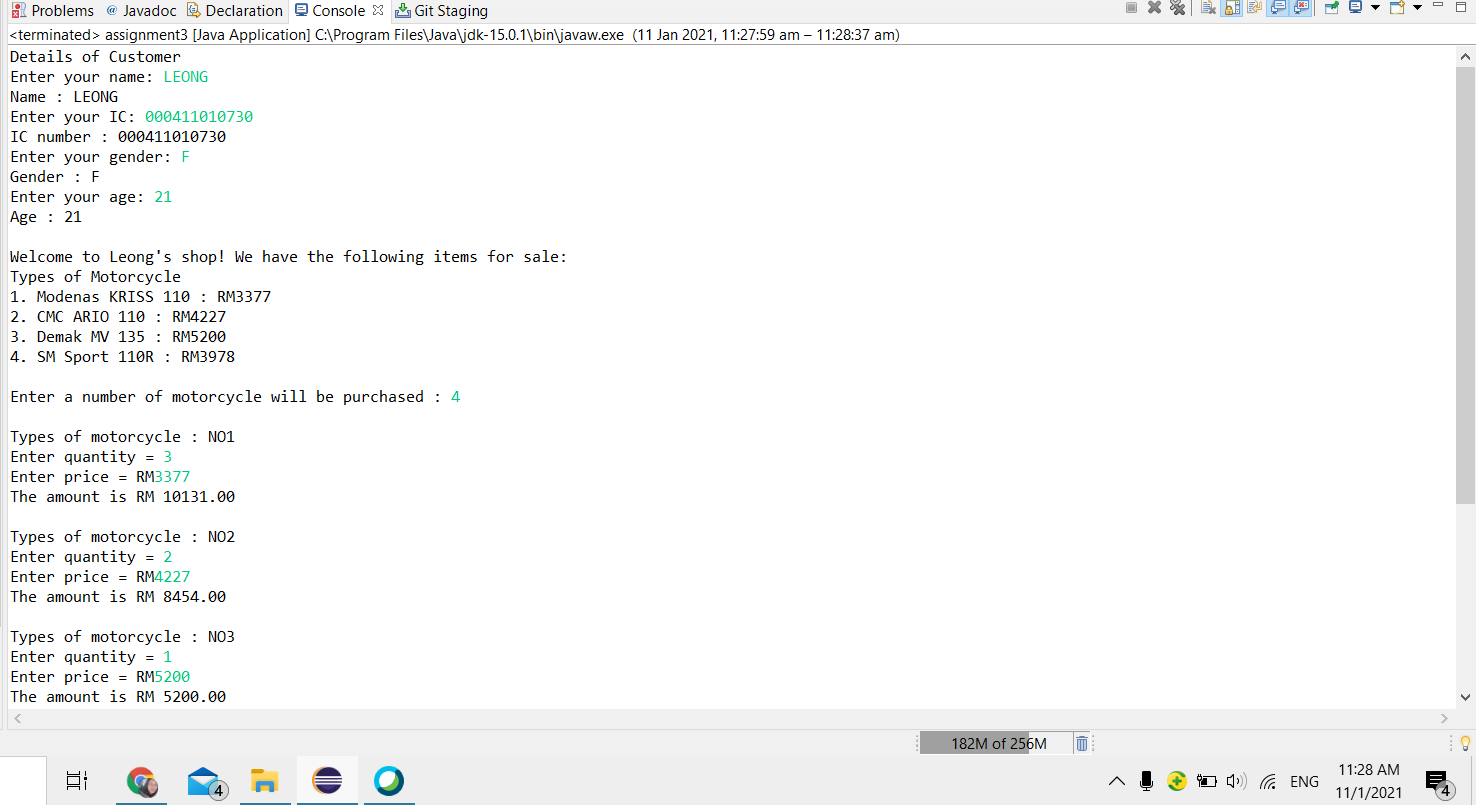 Problems @ Javadoc Declaration Console Git Staging
<terminated> assignment3 [Java Application] C:\Program Files\Java\jdk-15.0.1\bin\javaw.exe (11 Jan 2021, 11:27:59 am – 11:28:37 am)
Details of Customer
Enter your name: LEONG
Name : LEONG
Enter your IC: 000411010730
IC number : 000411010730
Enter your gender: F
Gender : F
Enter your age: 21
Age : 21
Welcome to Leong's shop! We have the following items for sale:
Types of Motorcycle
1. Modenas KRISS 110 : RM3377
2. CMC ARIO 110 : RM4227
3. Demak MV 135 : RM5200
4. SM Sport 110R : RM3978
Enter a number of motorcycle will be purchased : 4
Types of motorcycle : NO1
Enter quantity = 3
Enter price = RM3377
The amount is RM 10131.00
Types of motorcycle : NO2
Enter quantity = 2
Enter price = RM4227
The amount is RM 8454.00
Types of motorcycle : NO3
Enter quantity = 1
Enter price = RM5200
The amount is RM 5200.00
182M of 256M
4
ENG
11:28 AM
11/1/2021
4